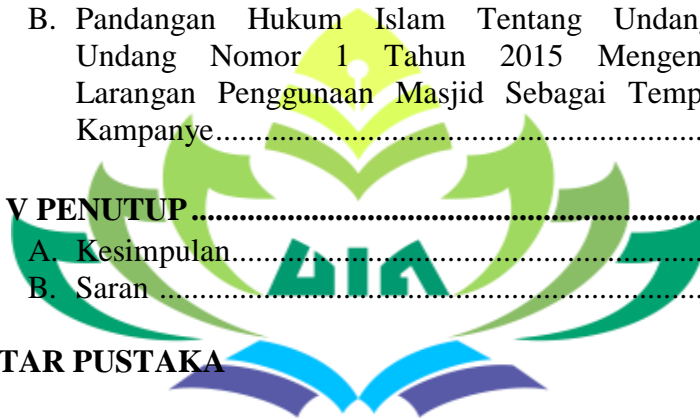 B. Pandangan Hukum Islam Tentang Undang
Undang Nomor 1 Tahun 2015 Mengen
Larangan Penggunaan Masjid Sebagai Temp
Kampanye.......................................................................
V PENUTUP.......................................................................
A. Kesimpulan.......................................................................
UIN
B. Saran .......................................................................
TAR PUSTAKA